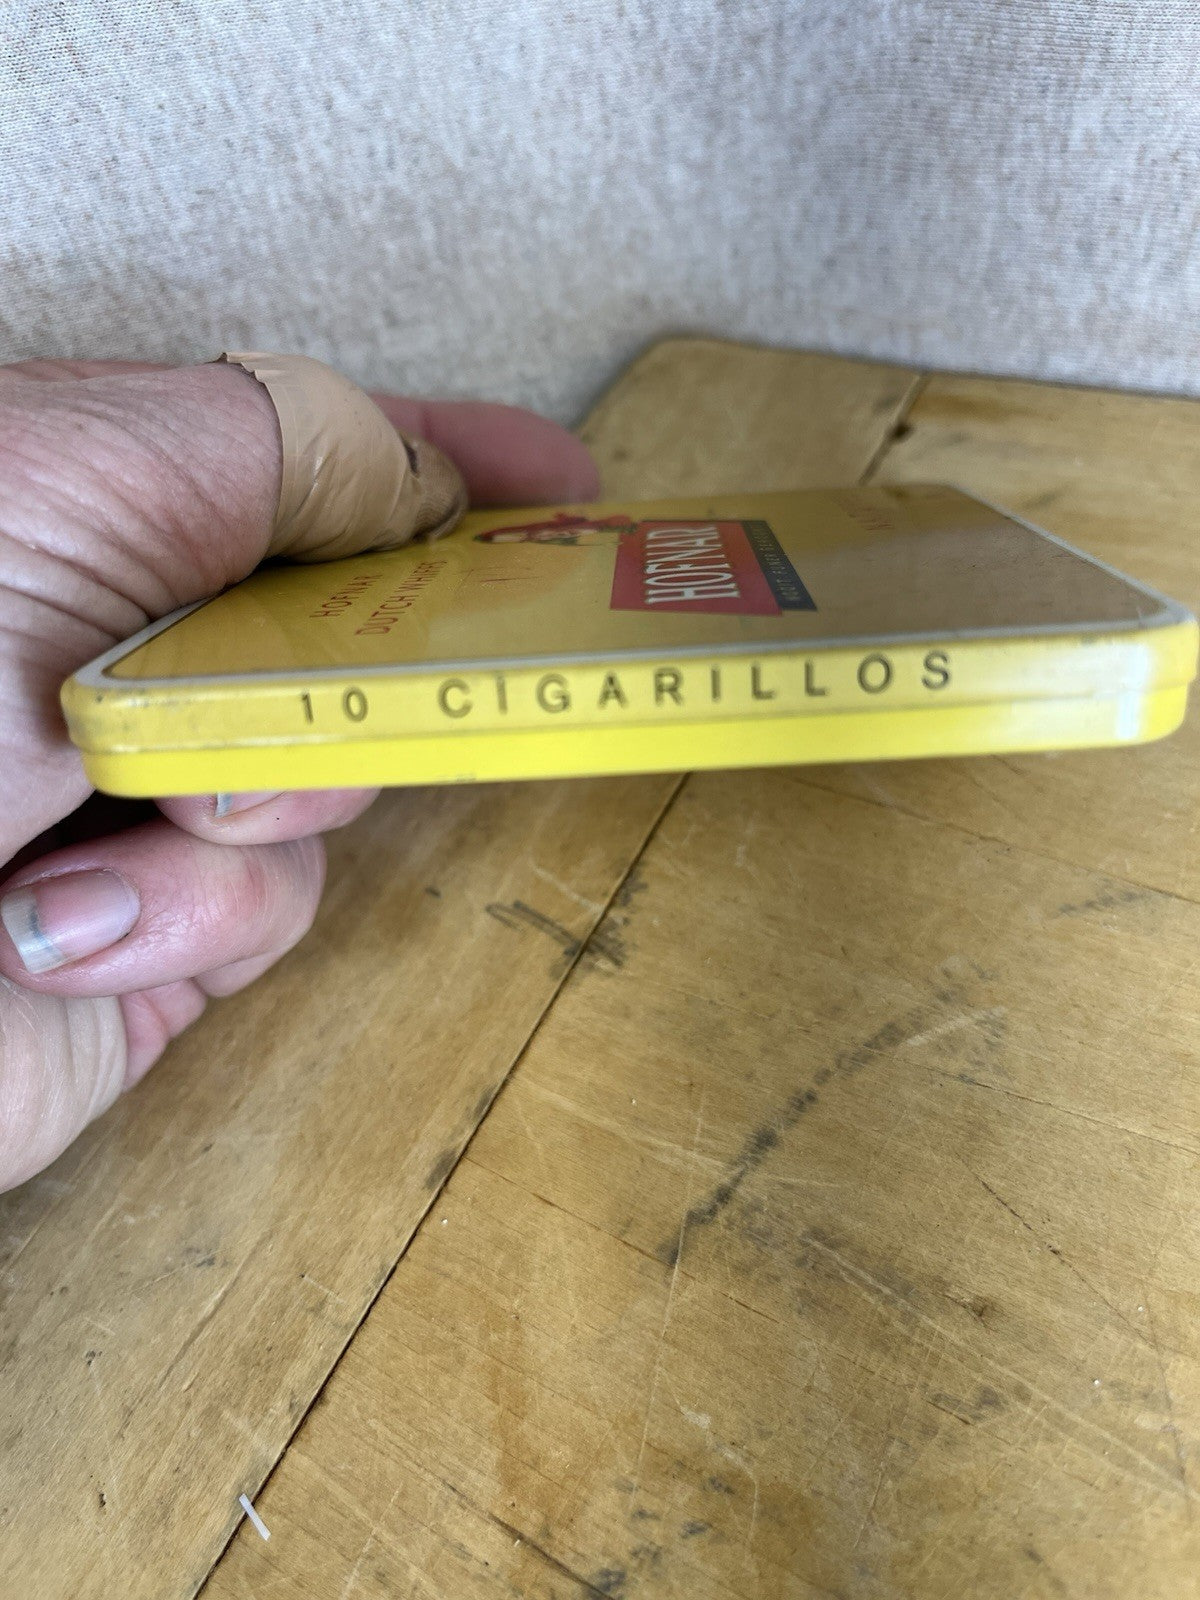 HOFNAR
DUTCH WHIFFS
HOFNAR
10 CIGARILLOS